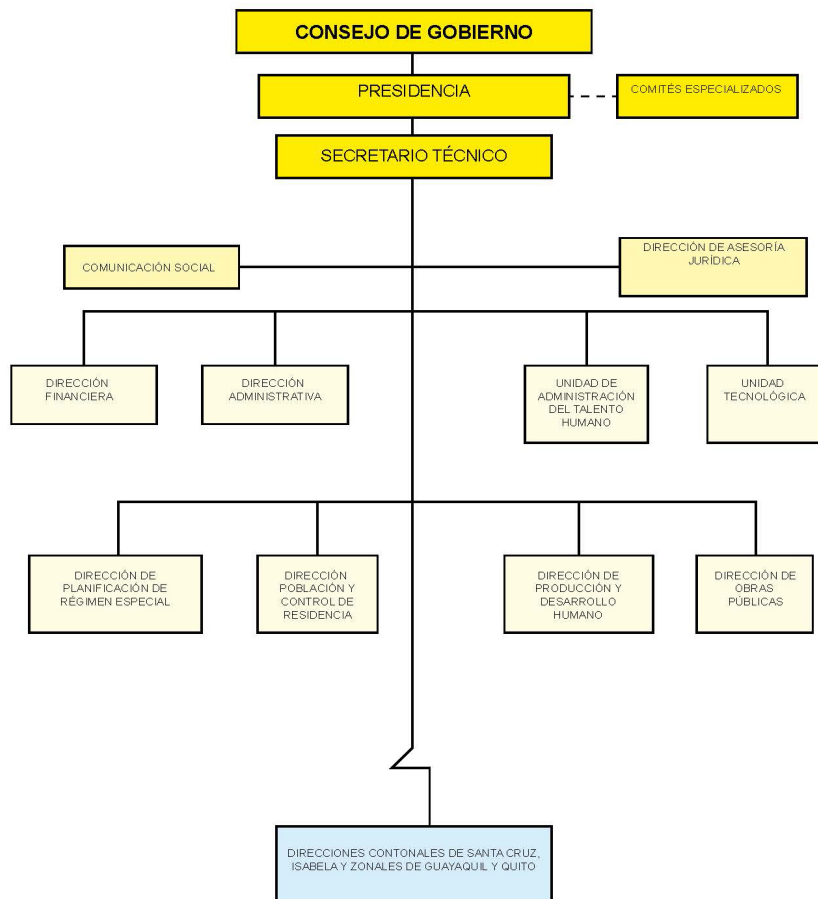 CONSEJO DE GOBIERNO
PRESIDENCIA
COMITÉS ESPECIALIZADOS
SECRETARIO TÉCNICO
COMUNICACIÓN SOCIAL
DIRECCIÓN DE ASESORÍA
JURÍDICA
DIRECCIÓN
FINANCIERA
DIRECCIÓN
ADMINISTRATIVA
UNIDAD DE
ADMINISTRACIÓN
DEL TALENTO
HUMANO
UNIDAD
TECNOLÓGICA
DIRECCIÓN DE
PLANIFICACIÓN DE
RÉGIMEN ESPECIAL
DIRECCIÓN
POBLACIÓN Y
CONTROL DE
RESIDENCIA
DIRECCIÓN DE
PRODUCCIÓN Y
DESARROLLO
HUMANO
DIRECCIÓN DE
OBRAS
PÚBLICAS
DIRECCIONES CONTONALES DE SANTA CRUZ,
ISABELA Y ZONALES DE GUAYAQUIL Y QUITO